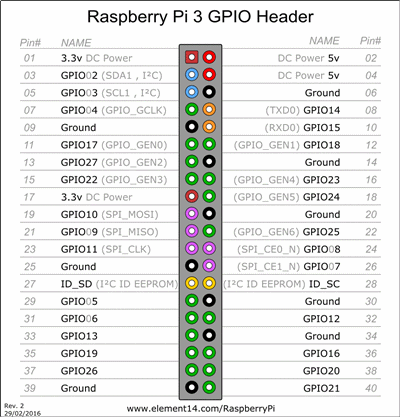 Raspberry Pi 3 GPIO Header
Pin# NAME NAME Pin#
01 3.3v DC Power DC Power 5v 02
03 GPIO02 (SDA1 , I²C) DC Power 5v 04
05 GPIO03 (SCL1 , I²C) Ground 06
07 GPIO04 (GPIO_GCLK) (TXD0) GPIO14 08
09 Ground (RXD0) GPIO15 10
11 GPIO17 (GPIO_GEN0) (GPIO_GEN1) GPIO18 12
13 GPIO27 (GPIO_GEN2) Ground 14
15 GPIO22 (GPIO_GEN3) (GPIO_GEN4) GPIO23 16
17 3.3v DC Power (GPIO_GEN5) GPIO24 18
19 GPIO10 (SPI_MOSI) Ground 20
21 GPIO09 (SPI_MISO) (GPIO_GEN6) GPIO25 22
23 GPIO11 (SPI_CLK) (SPI_CE0_N) GPIO08 24
25 Ground (SPI_CE1_N) GPIO07 26
27 ID_SD (I²C ID EEPROM) (I²C ID EEPROM) ID_SC 28
29 GPIO05 Ground 30
31 GPIO06 GPIO12 32
33 GPIO13 Ground 34
35 GPIO19 GPIO16 36
37 GPIO26 GPIO20 38
39 Ground GPIO21 40
Rev. 2
29/02/2016
www.element14.com/RaspberryPi